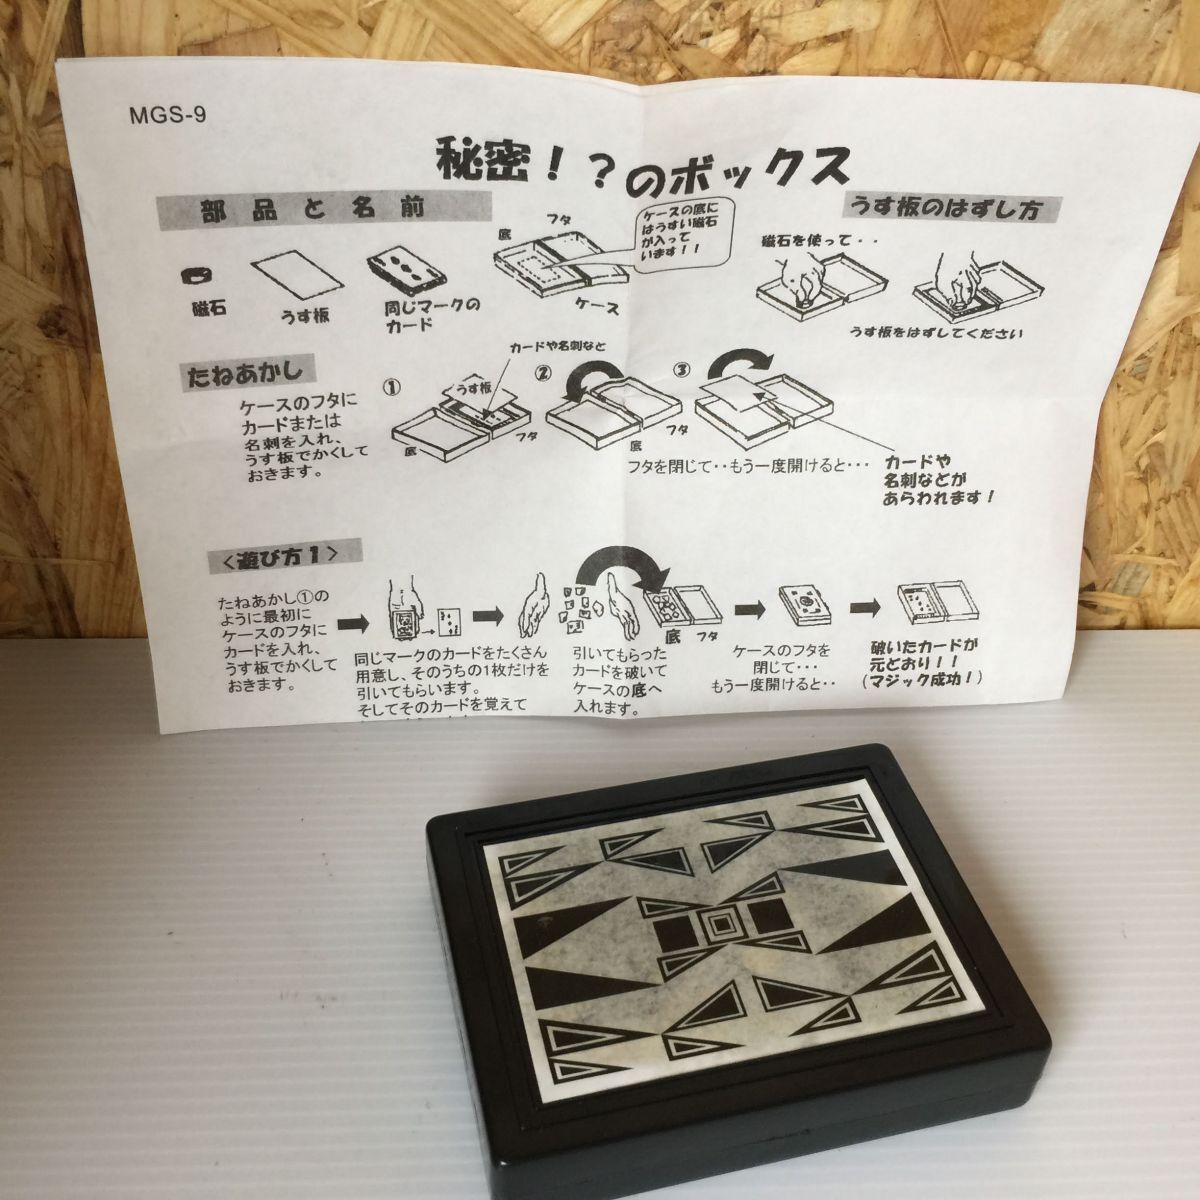 MGS-9
秘密！？のボックス
部品と名前
磁石
うす板
同じマークの
カード
底
フタ
ケース
ケースの底に
はうすい磁石
が入って
います！！
うす板のはずし方
磁石を使って・・
うす板をはずしてください
たねあかし
ケースのフタに
カードまたは
名刺を入れ、
うす板でかくして
おきます。
①
うす板
カードや名刺などと
底
フタ
②
底
フタ
③
フタを閉じて・・もう一度開けると・・・
カードや
名刺などが
あらわれます！
＜遊び方1＞
たねあかし①の
ように最初に
ケースのフタに
カードを入れ、
うす板でかくして
おきます。
同じマークのカードをたくさん
用意し、そのうちの1枚だけを
引いてもらいます。
そしてそのカードを覚えて
引いてもらった
カードを破いて
ケースの底へ
入れます。
底
フタ
ケースのフタを
閉じて・・・
もう一度開けると・・
破いたカードが
元どおり！！
（マジック成功！）